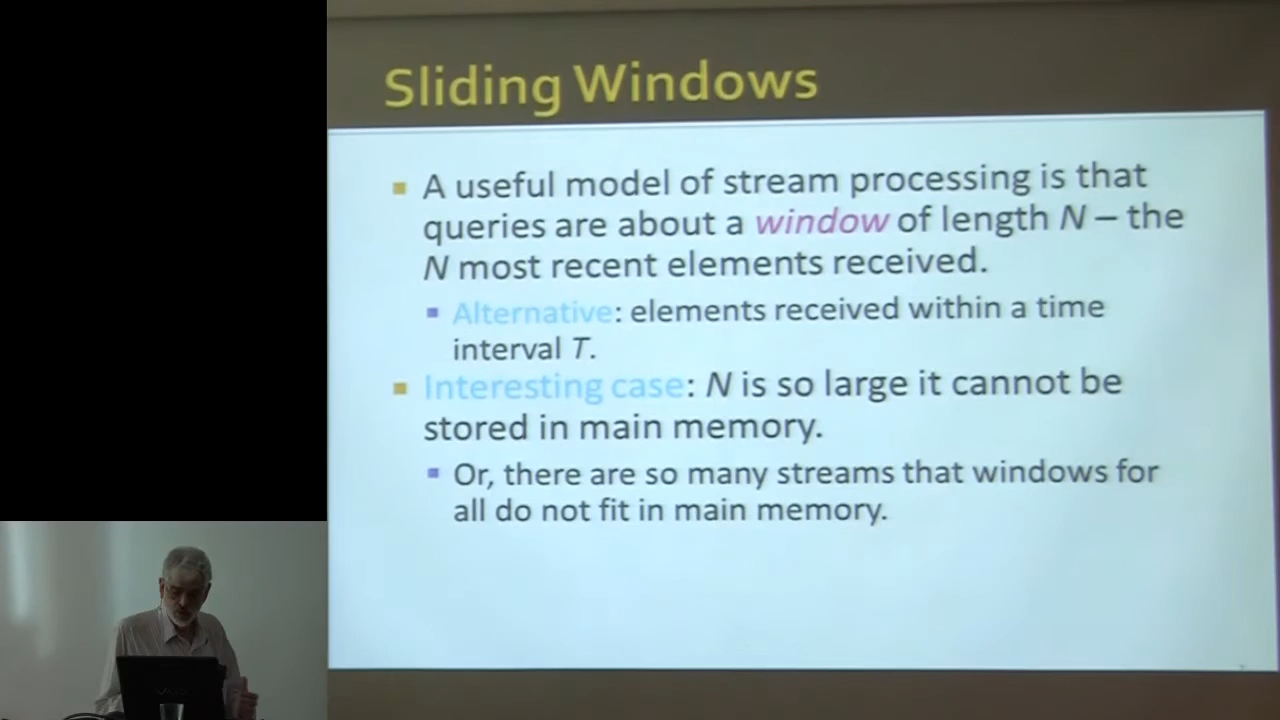 Sliding Windows
A useful model of stream processing is that
queries are about a window of length N – the
N most recent elements received.
Alternative: elements received within a time
interval T.
Interesting case: N is so large it cannot be
stored in main memory.
Or, there are so many streams that windows for
all do not fit in main memory.
VAIO